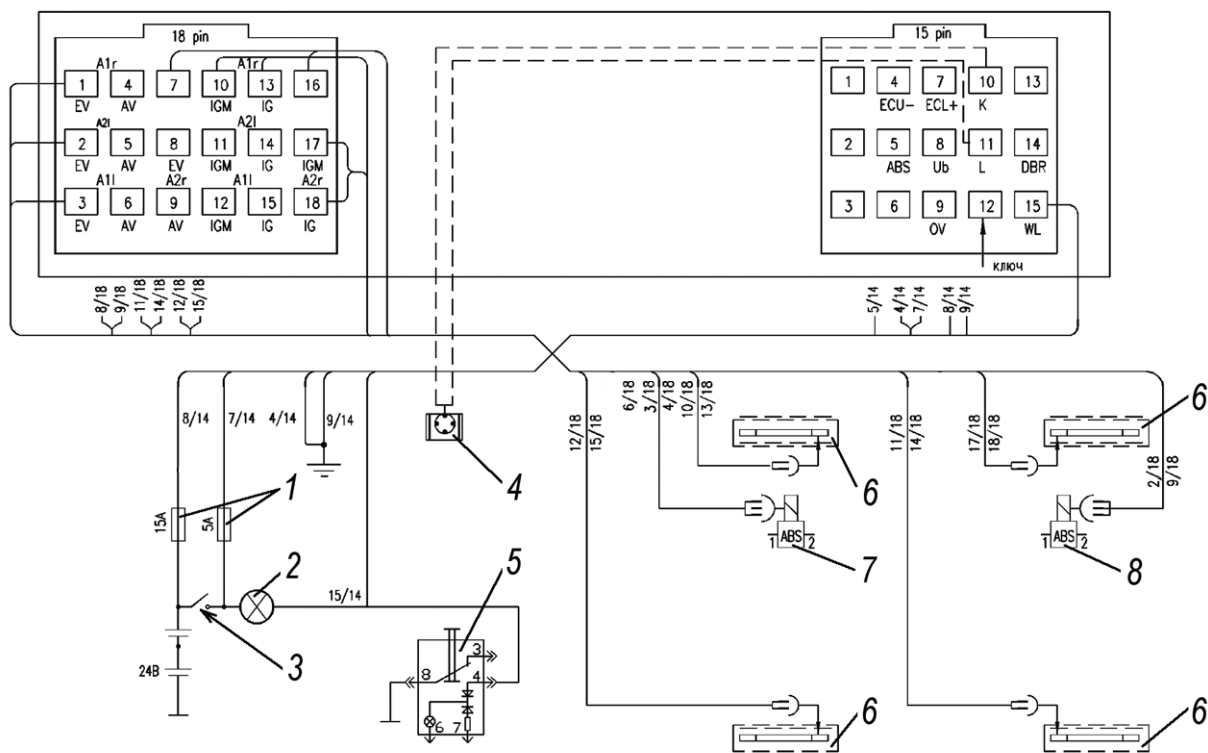 18 pin
A1r A1r
1 4 7 10 13 16
EV AV IGM IG
A2l A2l
2 5 8 11 14 17
EV AV EV IGM IG IGM
A1l A2r A1l A2r
3 6 9 12 15 18
EV AV AV IGM IG IG
15 pin
1 4 7 10 13
ECU- ECL+ K
2 5 8 11 14
ABS Ub L DBR
3 6 9 12 15
OV WL
ключ
8/18 9/18 11/18 14/18 12/18 15/18
5/14 4/14 7/14 8/14 9/14
8/14 7/14 4/14 9/14
12/18 15/18 6/18 3/18 4/18 10/18 13/18 11/18 14/18 17/18 18/18 2/18 9/18
15A 1 5A
4
6
6
1 ABS 2
7
1 ABS 2
8
2
15/14
3
24В
5
3
8 4
6 7
6
6